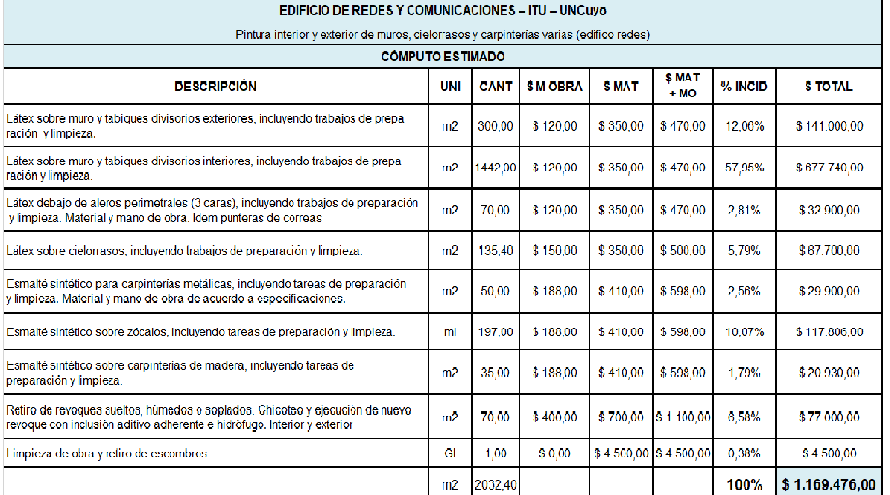 EDIFICIO DE REDES Y COMUNICACIONES – ITU – UNCuyo
Pintura interior y exterior de muros, cielorrasos y carpinterías varias (edifico redes)
CÓMPUTO ESTIMADO
DESCRIPCIÓN UNI CANT $ M OBRA $ MAT $ MAT + MO % INCID $ TOTAL
Látex sobre muro y tabiques divisorios exteriores, incluyendo trabajos de prepa
ración y limpieza. m2 300,00 $ 120,00 $ 350,00 $ 470,00 12,06% $ 141.000,00
Látex sobre muro y tabiques divisorios interiores, incluyendo trabajos de prepa
ración y limpieza. m2 1442,00 $ 120,00 $ 350,00 $ 470,00 57,95% $ 677.740,00
Látex debajo de aleros perimetrales (3 caras), incluyendo trabajos de preparación
y limpieza. Material y mano de obra. Idem punteras de correas m2 70,00 $ 120,00 $ 350,00 $ 470,00 2,81% $ 32.900,00
Látex sobre cielorrasos, incluyendo trabajos de preparación y limpieza. m2 135,40 $ 150,00 $ 350,00 $ 500,00 5,79% $ 67.700,00
Esmalté sintético para carpinterías metálicas, incluyendo tareas de preparación
y limpieza. Material y mano de obra de acuerdo a especificaciones. m2 50,00 $ 188,00 $ 410,00 $ 598,00 2,56% $ 29.900,00
Esmalté sintético sobre zócalos, incluyendo tareas de preparación y limpieza. ml 197,00 $ 188,00 $ 410,00 $ 598,00 10,07% $ 117.806,00
Esmalté sintético sobre carpinterías de madera, incluyendo tareas de
preparación y limpieza. m2 35,00 $ 188,00 $ 410,00 $ 598,00 1,79% $ 20.930,00
Retiro de revoques sueltos, húmedos o soplados. Chicoteo y ejecución de nuevo
revoque con inclusión aditivo adherente e hidrófugo. Interior y exterior m2 70,00 $ 400,00 $ 700,00 $ 1.100,00 6,58% $ 77.000,00
Limpieza de obra y retiro de escombros Gl 1,00 $ 0,00 $ 4.500,00 $ 4.500,00 0,38% $ 4.500,00
m2 2032,40 100% $ 1.169.476,00